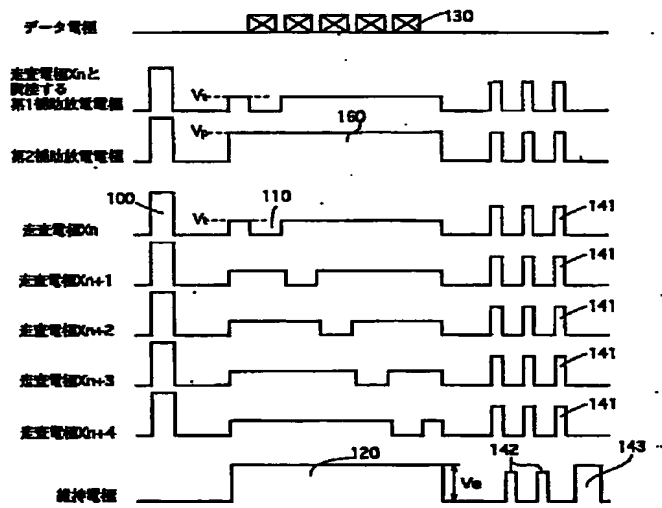 データ電極
130
走査電極Xnと
隣接する
第1補助放電電極
Vt
第2補助放電電極
Vp
160
100
110
走査電極Xn
Vt
141
走査電極Xn+1
141
走査電極Xn+2
141
走査電極Xn+3
141
走査電極Xn+4
141
維持電極
120
Ve
142
143